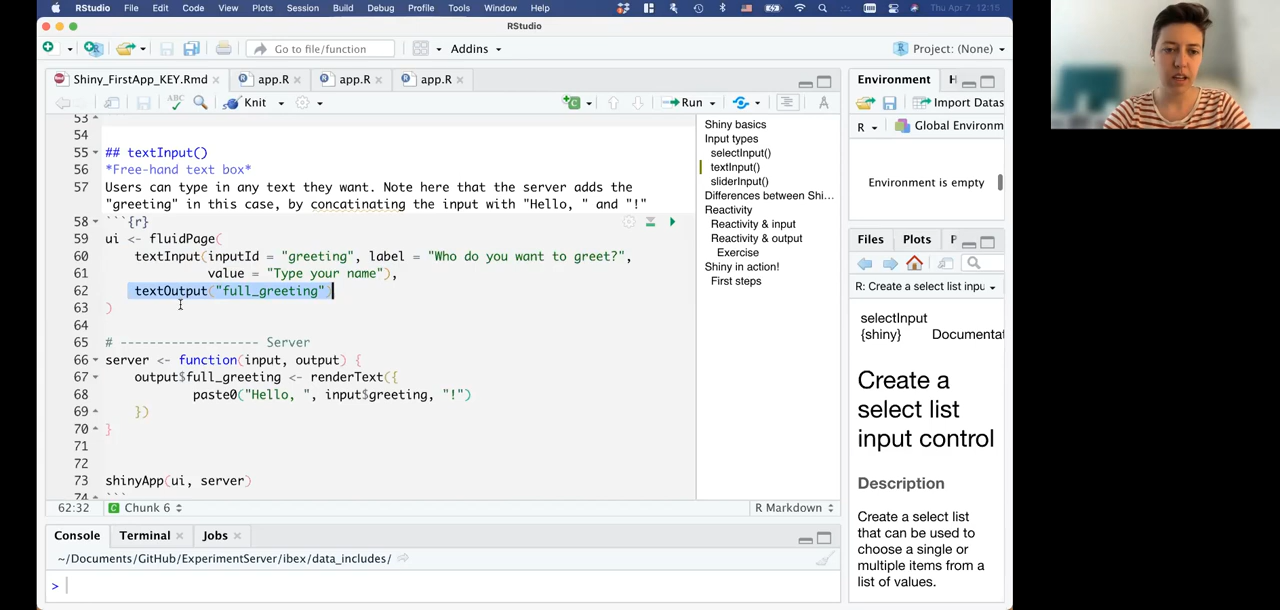 RStudio File Edit Code View Plots Session Build Debug Profile Tools Window Help Thu Apr 7 12:15
RStudio
Go to file/function Addins Project: (None)
Shiny_FirstApp_KEY.Rmd app.R app.R app.R
ABC Knit Run
53
54
55 ## textInput()
56 *Free-hand text box*
57 Users can type in any text they want. Note here that the server adds the
"greeting" in this case, by concatinating the input with "Hello, " and "!"
58 ```{r}
59 ui <- fluidPage(
60 textInput(inputId = "greeting", label = "Who do you want to greet?",
61 value = "Type your name"),
62 textOutput("full_greeting")
63 )
64
65 # ------------------- Server
66 server <- function(input, output) {
67 output$full_greeting <- renderText({
68 paste0("Hello, ", input$greeting, "!")
69 })
70 }
71
72
73 shinyApp(ui, server)
74 ```
62:32 Chunk 6 R Markdown
Shiny basics
Input types
selectInput()
textInput()
sliderInput()
Differences between Shi...
Reactivity
Reactivity & input
Reactivity & output
Exercise
Shiny in action!
First steps
Console Terminal Jobs
~/Documents/GitHub/ExperimentServer/ibex/data_includes/
>
Environment H
Import Datas
R Global Environm
Environment is empty
Files Plots P
R: Create a select list inpu
selectInput
{shiny} Documentat
Create a
select list
input control
Description
Create a select list
that can be used to
choose a single or
multiple items from a
list of values.